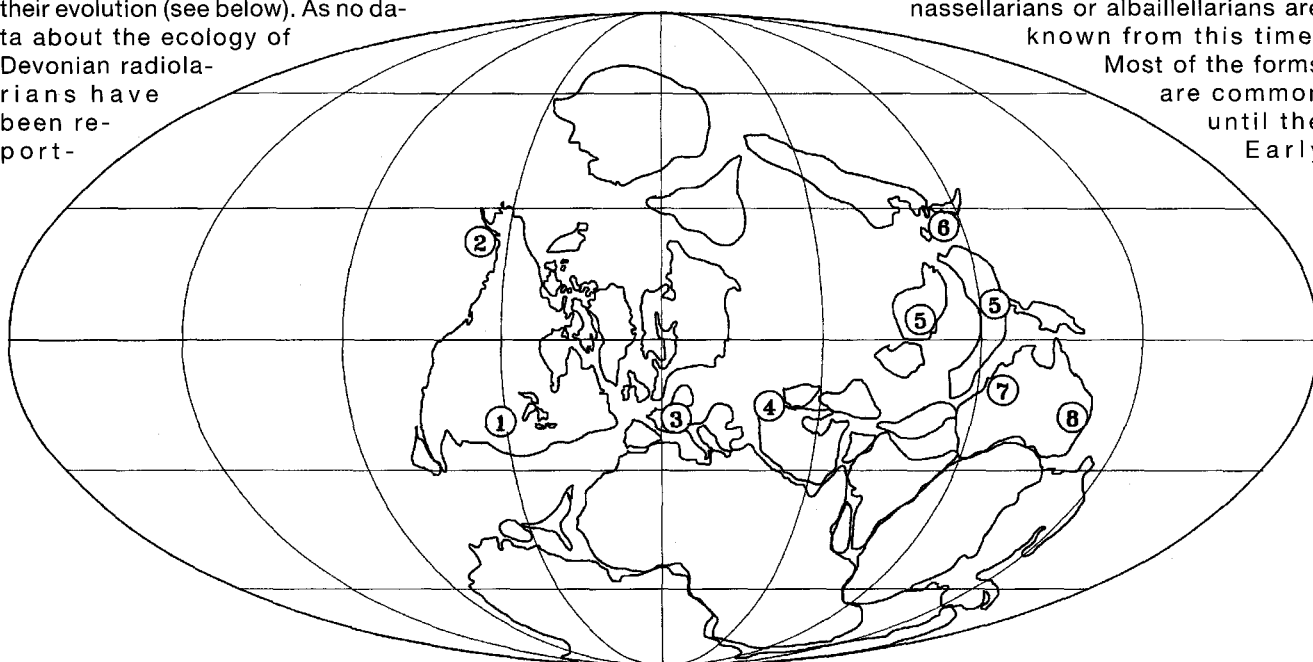 their evolution (see below). As no da-
ta about the ecology of
Devonian radiola-
rians have
been re-
port-
nassellarians or albaillellarians are
known from this time
Most of the forms
are common
until the
Early
2
6
5
5
7
4
3
1
8